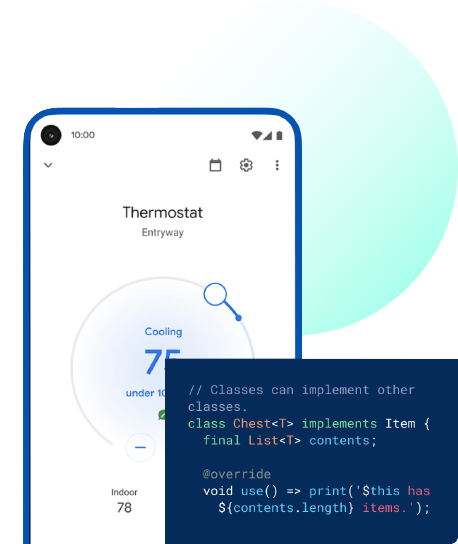 10:00
Thermostat
Entryway
Cooling
75
under 10
Indoor
78
// Classes can implement other
classes.
class Chest<T> implements Item {
final List<T> contents;
@override
void use() => print('$this has
${contents.length} items.');